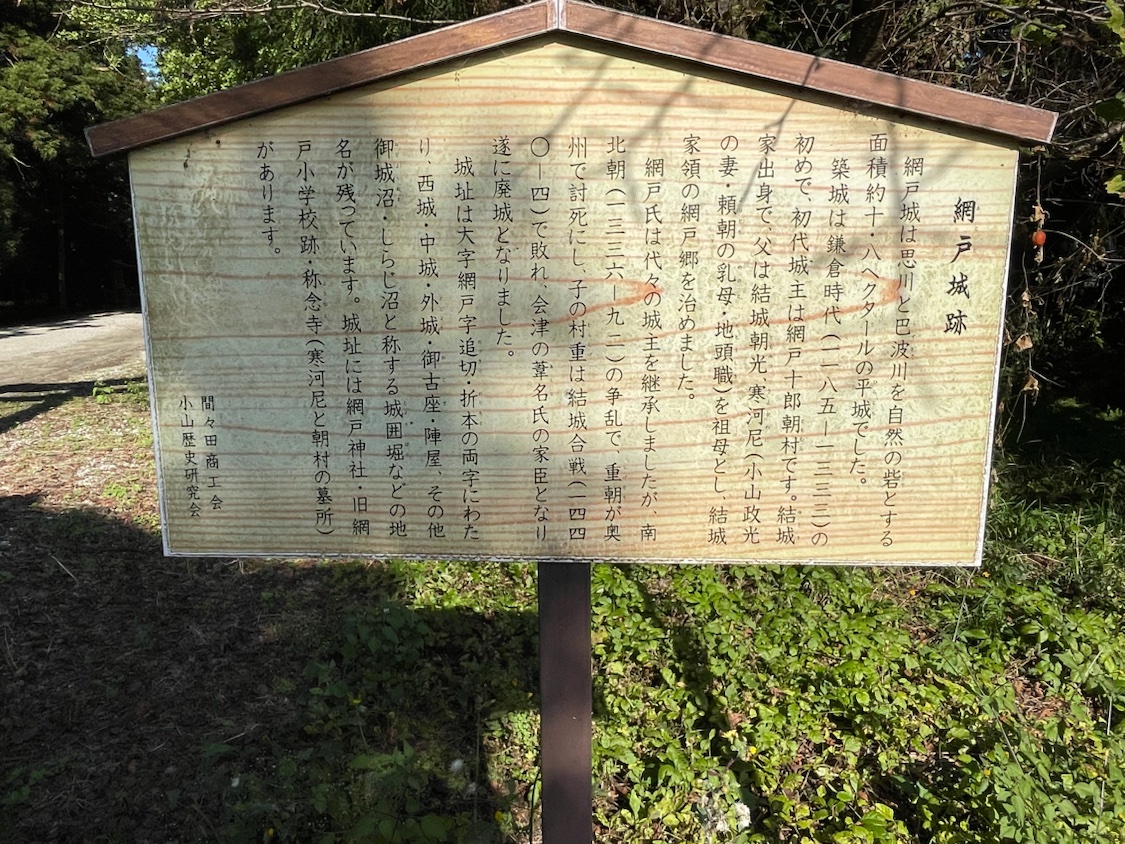 網戸城跡
網戸城は思川と巴波川を自然の砦とする
面積約十・八ヘクタールの平城でした。
築城は鎌倉時代(一一八五―一三三三)の
初めで、初代城主は網戸十郎朝村です。結城
家出身で、父は結城朝光、寒河尼(小山政光
の妻・頼朝の乳母・地頭職)を祖母とし、結城
家領の網戸郷を治めました。
網戸氏は代々の城主を継承しましたが、南
北朝(一三三六―九二)の争乱で、重朝が奥
州で討死にし、子の村重は結城合戦(一四四
〇―四)で敗れ、会津の葦名氏の家臣となり
遂に廃城となりました。
城址は大字網戸字追切・折本の両字にわた
り、西城・中城・外城・御古座・陣屋、その他
御城沼・しらじ沼と称する城囲堀などの地
名が残っています。城址には網戸神社・旧網
戸小学校跡・称念寺(寒河尼と朝村の墓所)
があります。
間々田商工会
小山歴史研究会